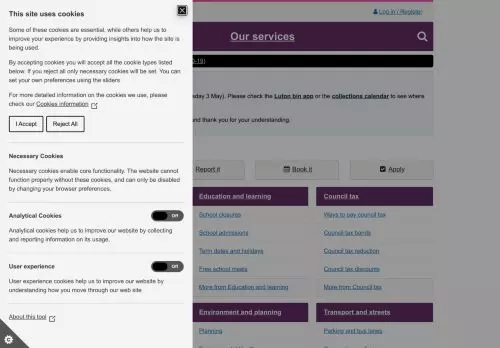 This site uses cookies
Some of these cookies are essential, while others help us to
improve your experience by providing insights into how the site is
being used.
By accepting cookies you will accept all the cookie types listed
below. If you reject all only necessary cookies will be set. You can
set your own preferences using the sliders
For more detailed information on the cookies we use, please
check our Cookies information
I Accept
Reject All
Necessary Cookies
Necessary cookies enable core functionality. The website cannot
function properly without these cookies, and can only be disabled
by changing your browser preferences.
Analytical Cookies
Off
Analytical cookies help us to improve our website by collecting
and reporting information on its usage.
User experience
Off
User experience cookies help us to improve our website by
understanding how you move through our web site
About this tool
Log in / Register
Our services
-19)
day 3 May). Please check the Luton bin app or the collections calendar to see where
nd thank you for your understanding.
Report it
Book it
Apply
Education and learning
School closures
School admissions
Term dates and holidays
Free school meals
More from Education and learning
Council tax
Ways to pay council tax
Council tax bands
Council tax reduction
Council tax discounts
More from Council tax
Environment and planning
Planning
Transport and streets
Parking and bus lanes